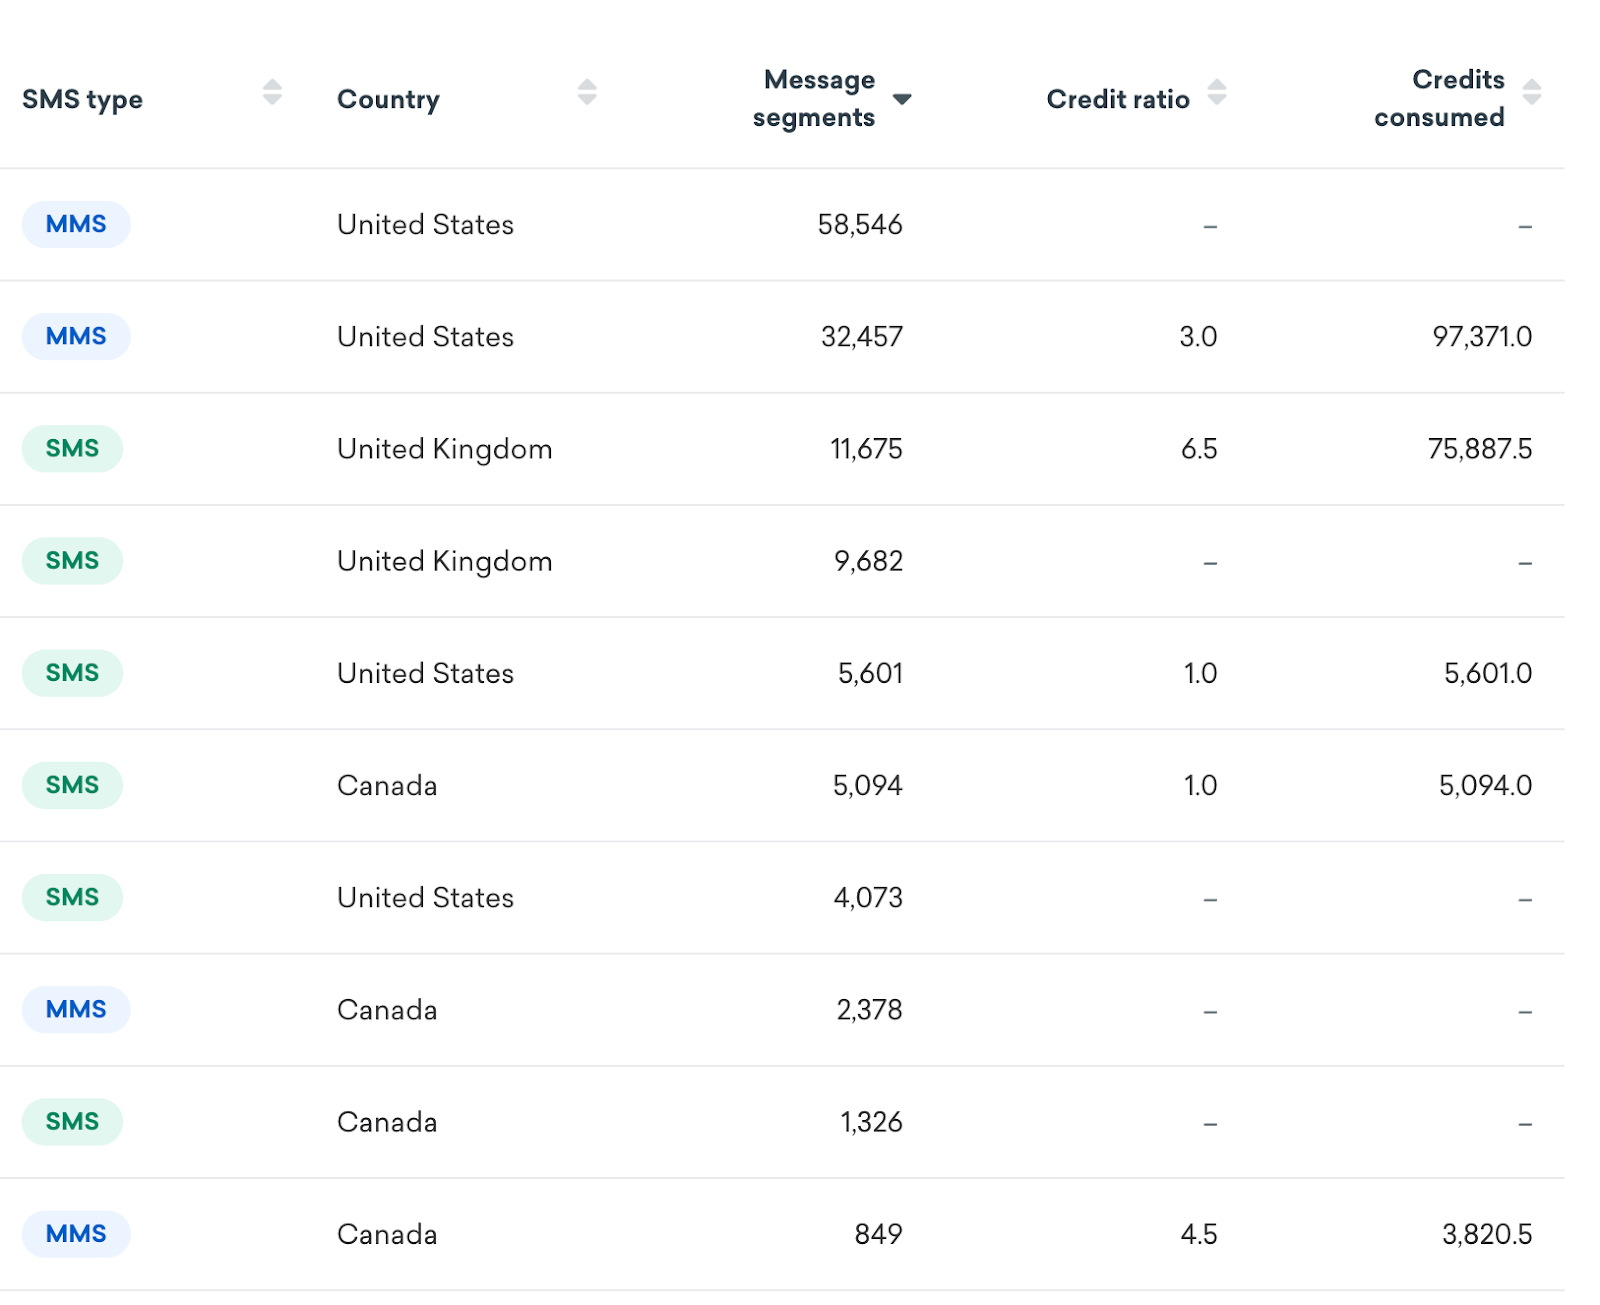 SMS type Country Message segments Credit ratio Credits consumed
MMS United States 58,546 – –
MMS United States 32,457 3.0 97,371.0
SMS United Kingdom 11,675 6.5 75,887.5
SMS United Kingdom 9,682 – –
SMS United States 5,601 1.0 5,601.0
SMS Canada 5,094 1.0 5,094.0
SMS United States 4,073 – –
MMS Canada 2,378 – –
SMS Canada 1,326 – –
MMS Canada 849 4.5 3,820.5